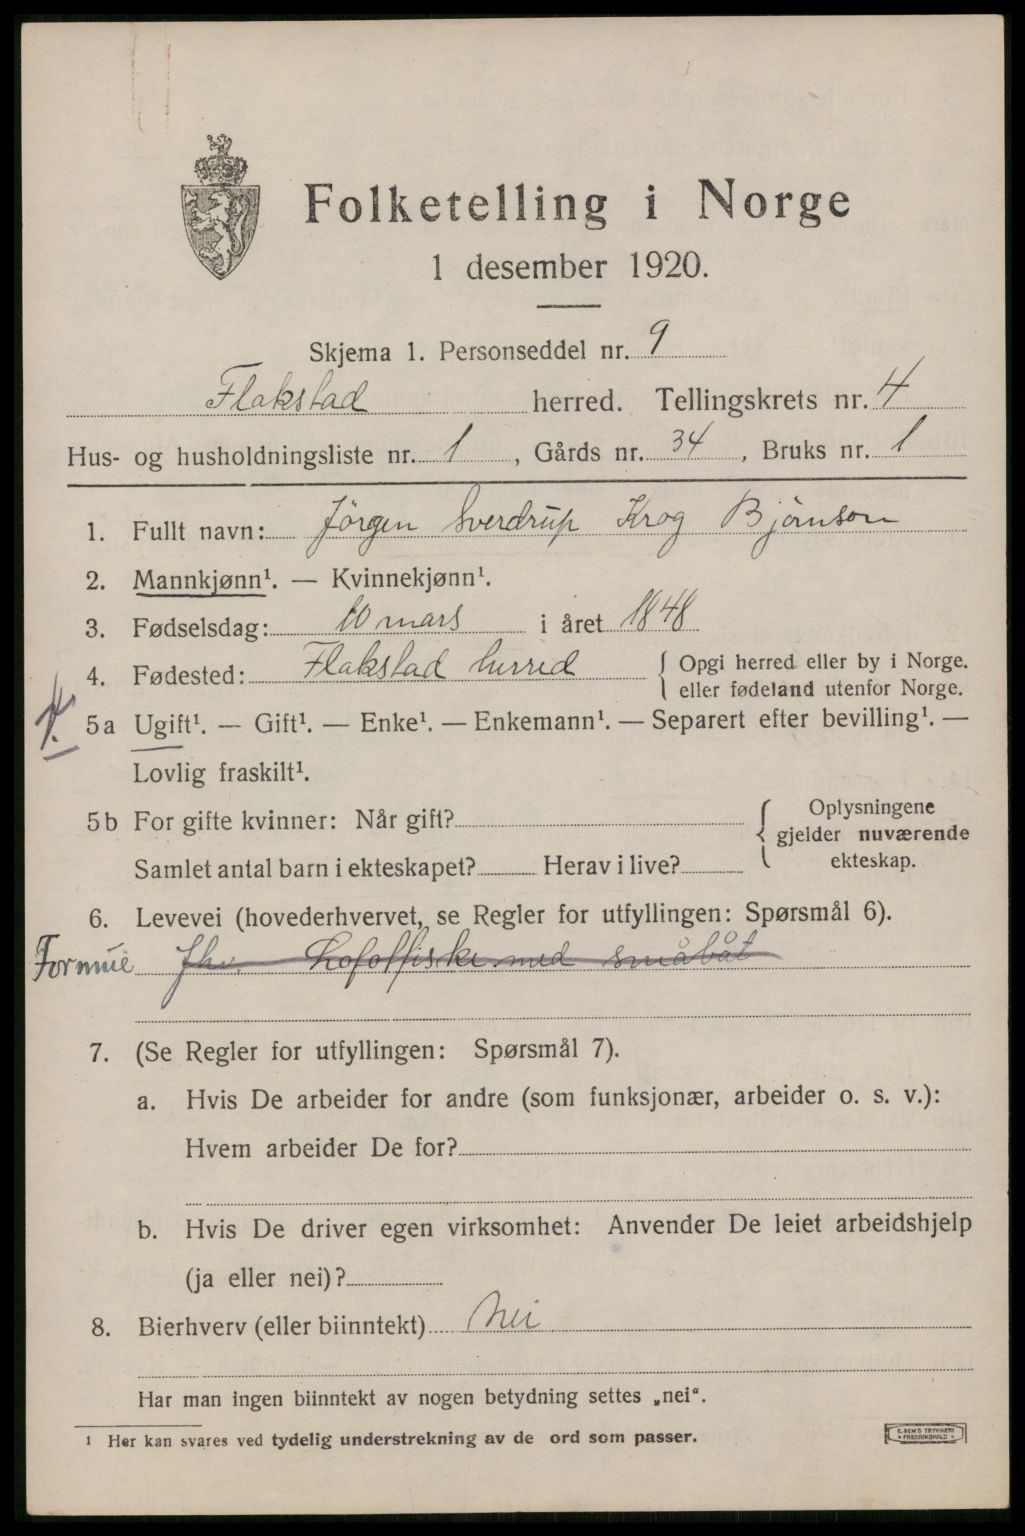 Folketelling i Norge
1 desember 1920.
Skjema 1. Personseddel nr. 9
Flakstad herred. Tellingskrets nr. 4
Hus- og husholdningsliste nr. 1, Gårds nr. 34, Bruks nr. 1
1. Fullt navn: Jörgen Sverdrup Krog Bjørnson
2. Mannkjønn¹. — Kvinnekjønn¹.
3. Fødselsdag: 10 mars i året 1848
4. Fødested: Flakstad herred { Opgi herred eller by i Norge.
eller fødeland utenfor Norge.
5a Ugift¹. — Gift¹. — Enke¹. — Enkemann¹. — Separert efter bevilling¹. —
Lovlig fraskilt¹.
5b For gifte kvinner: Når gift? { Oplysningene
gjelder nuværende
Samlet antal barn i ekteskapet? Herav i live? ekteskap.
6. Levevei (hovederhvervet, se Regler for utfyllingen: Spørsmål 6).
Formue fhv. Lofotfiske med småbåt
7. (Se Regler for utfyllingen: Spørsmål 7).
a. Hvis De arbeider for andre (som funksjonær, arbeider o. s. v.):
Hvem arbeider De for?
b. Hvis De driver egen virksomhet: Anvender De leiet arbeidshjelp
(ja eller nei)?
8. Bierhverv (eller biinntekt) Nei
Har man ingen biinntekt av nogen betydning settes „nei“.
¹ Her kan svares ved tydelig understrekning av de ord som passer.
E. SEM'S TRYKKERI
FREDRIKSHALD